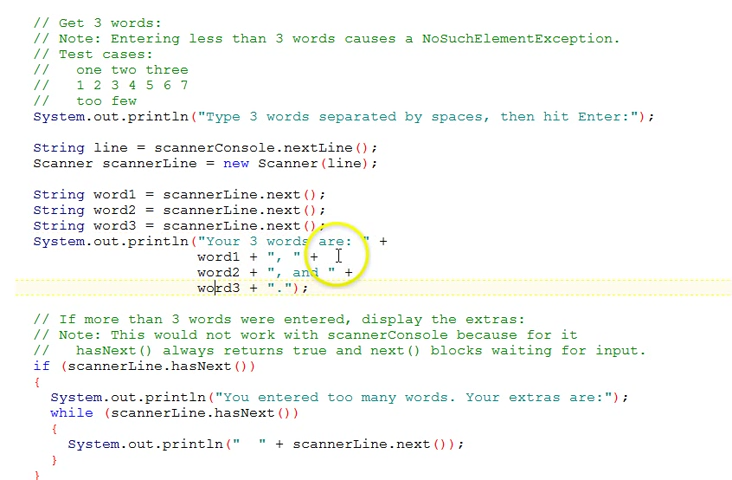 // Get 3 words:
// Note: Entering less than 3 words causes a NoSuchElementException.
// Test cases:
//   one two three
//   1 2 3 4 5 6 7
//   too few
System.out.println("Type 3 words separated by spaces, then hit Enter:");
String line = scannerConsole.nextLine();
Scanner scannerLine = new Scanner(line);
String word1 = scannerLine.next();
String word2 = scannerLine.next();
String word3 = scannerLine.next();
System.out.println("Your 3 words are: " +
word1 + ", " +
word2 + ", and " +
word3 + ".");
// If more than 3 words were entered, display the extras:
// Note: This would not work with scannerConsole because for it
//   hasNext() always returns true and next() blocks waiting for input.
if (scannerLine.hasNext())
{
  System.out.println("You entered too many words. Your extras are:");
  while (scannerLine.hasNext())
  {
    System.out.println("  " + scannerLine.next());
  }
}